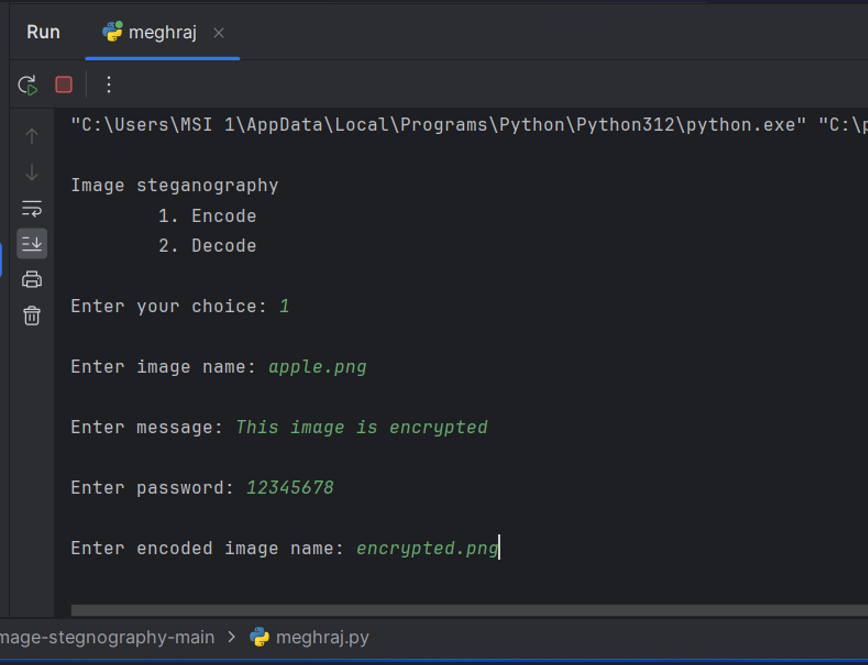 Run meghraj
"C:\Users\MSI 1\AppData\Local\Programs\Python\Python312\python.exe" "C:\p
Image steganography
1. Encode
2. Decode
Enter your choice: 1
Enter image name: apple.png
Enter message: This image is encrypted
Enter password: 12345678
Enter encoded image name: encrypted.png
mage-stegnography-main > meghraj.py